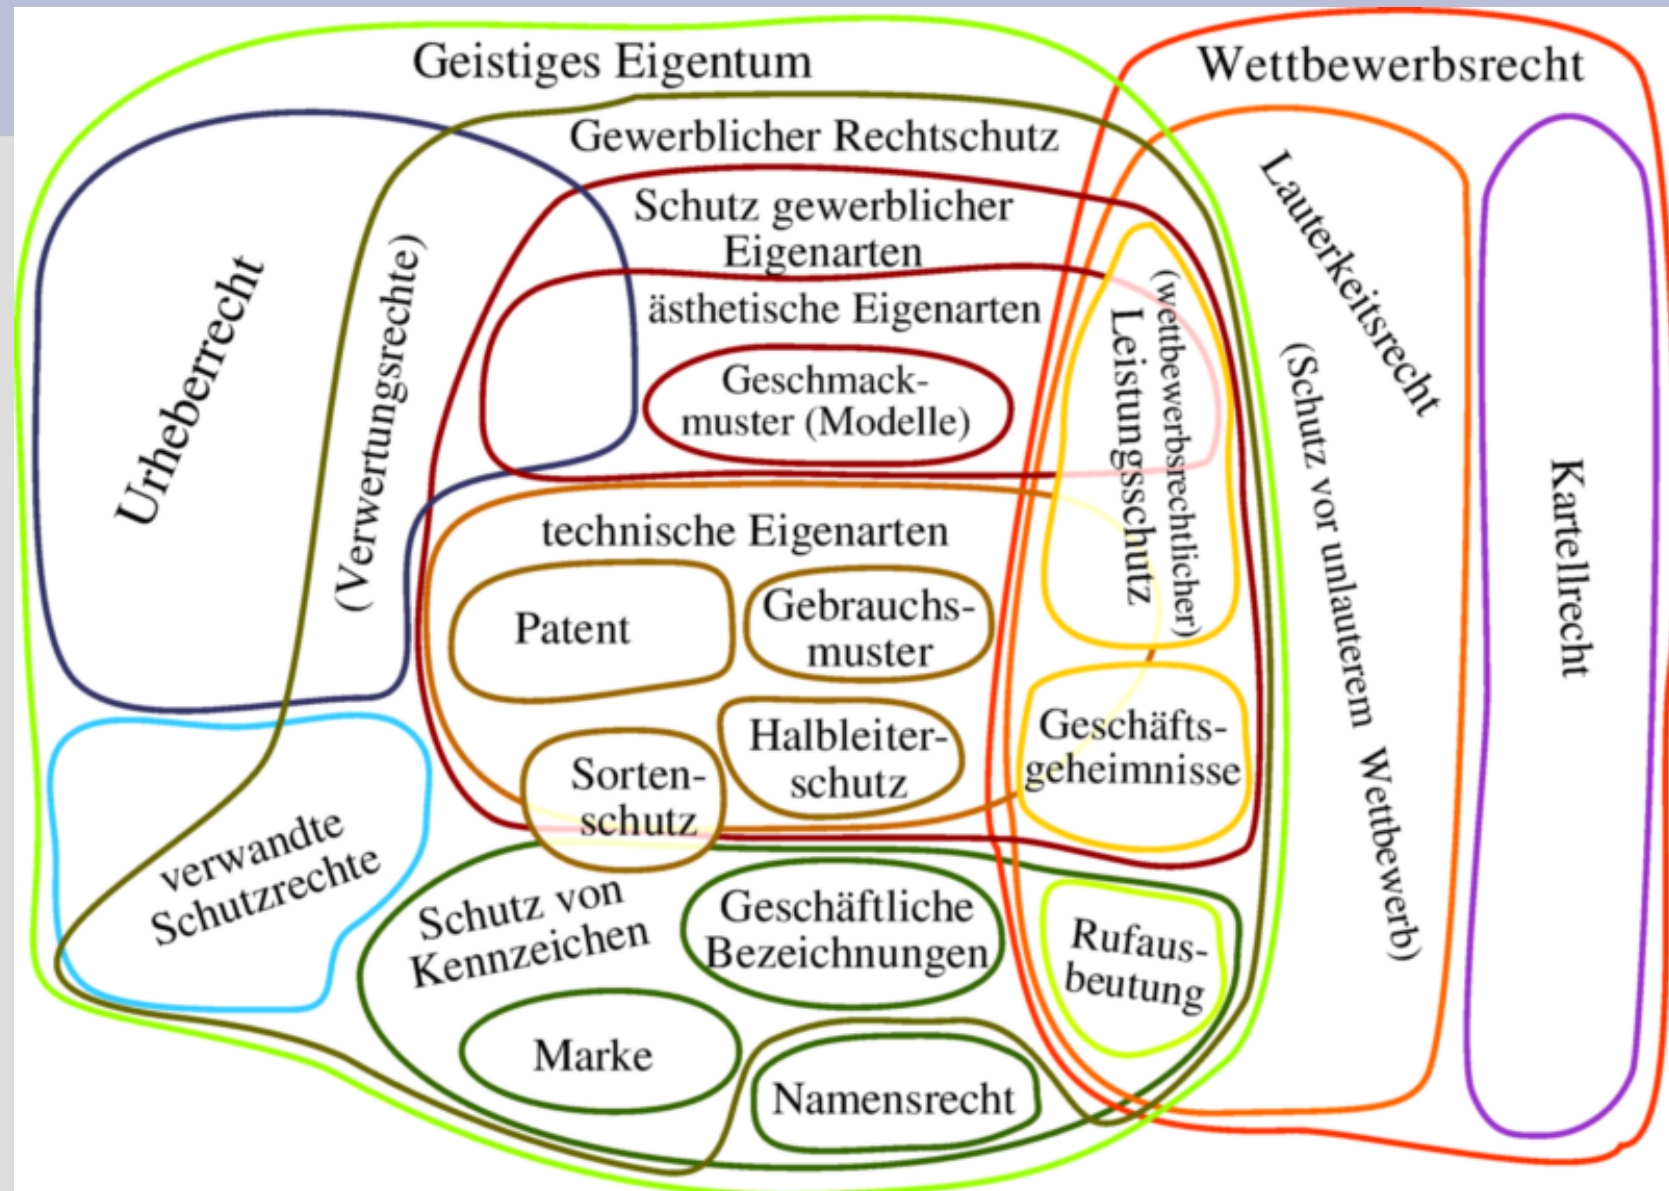 Geistiges Eigentum
Wettbewerbsrecht
Gewerblicher Rechtschutz
Schutz gewerblicher
Eigenarten
ästhetische Eigenarten
Geschmack-
muster (Modelle)
Urheberrecht
(Verwertungsrechte)
technische Eigenarten
Patent
Gebrauchs-
muster
Halbleiter-
schutz
Sorten-
schutz
(wettbewerbsrechtlicher)
Leistungsschutz
Geschäfts-
geheimnisse
Lauterkeitsrecht
(Schutz vor unlauterem Wettbewerb)
Kartellrecht
verwandte
Schutzrechte
Schutz von
Kennzeichen
Geschäftliche
Bezeichnungen
Rufaus-
beutung
Marke
Namensrecht